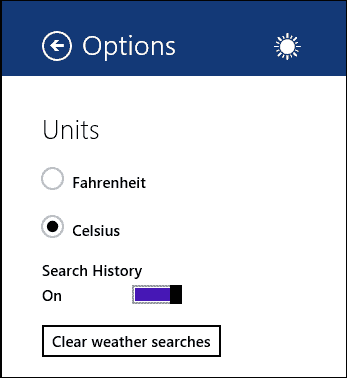 Options
Units
Fahrenheit
Celsius
Search History
On
Clear weather searches